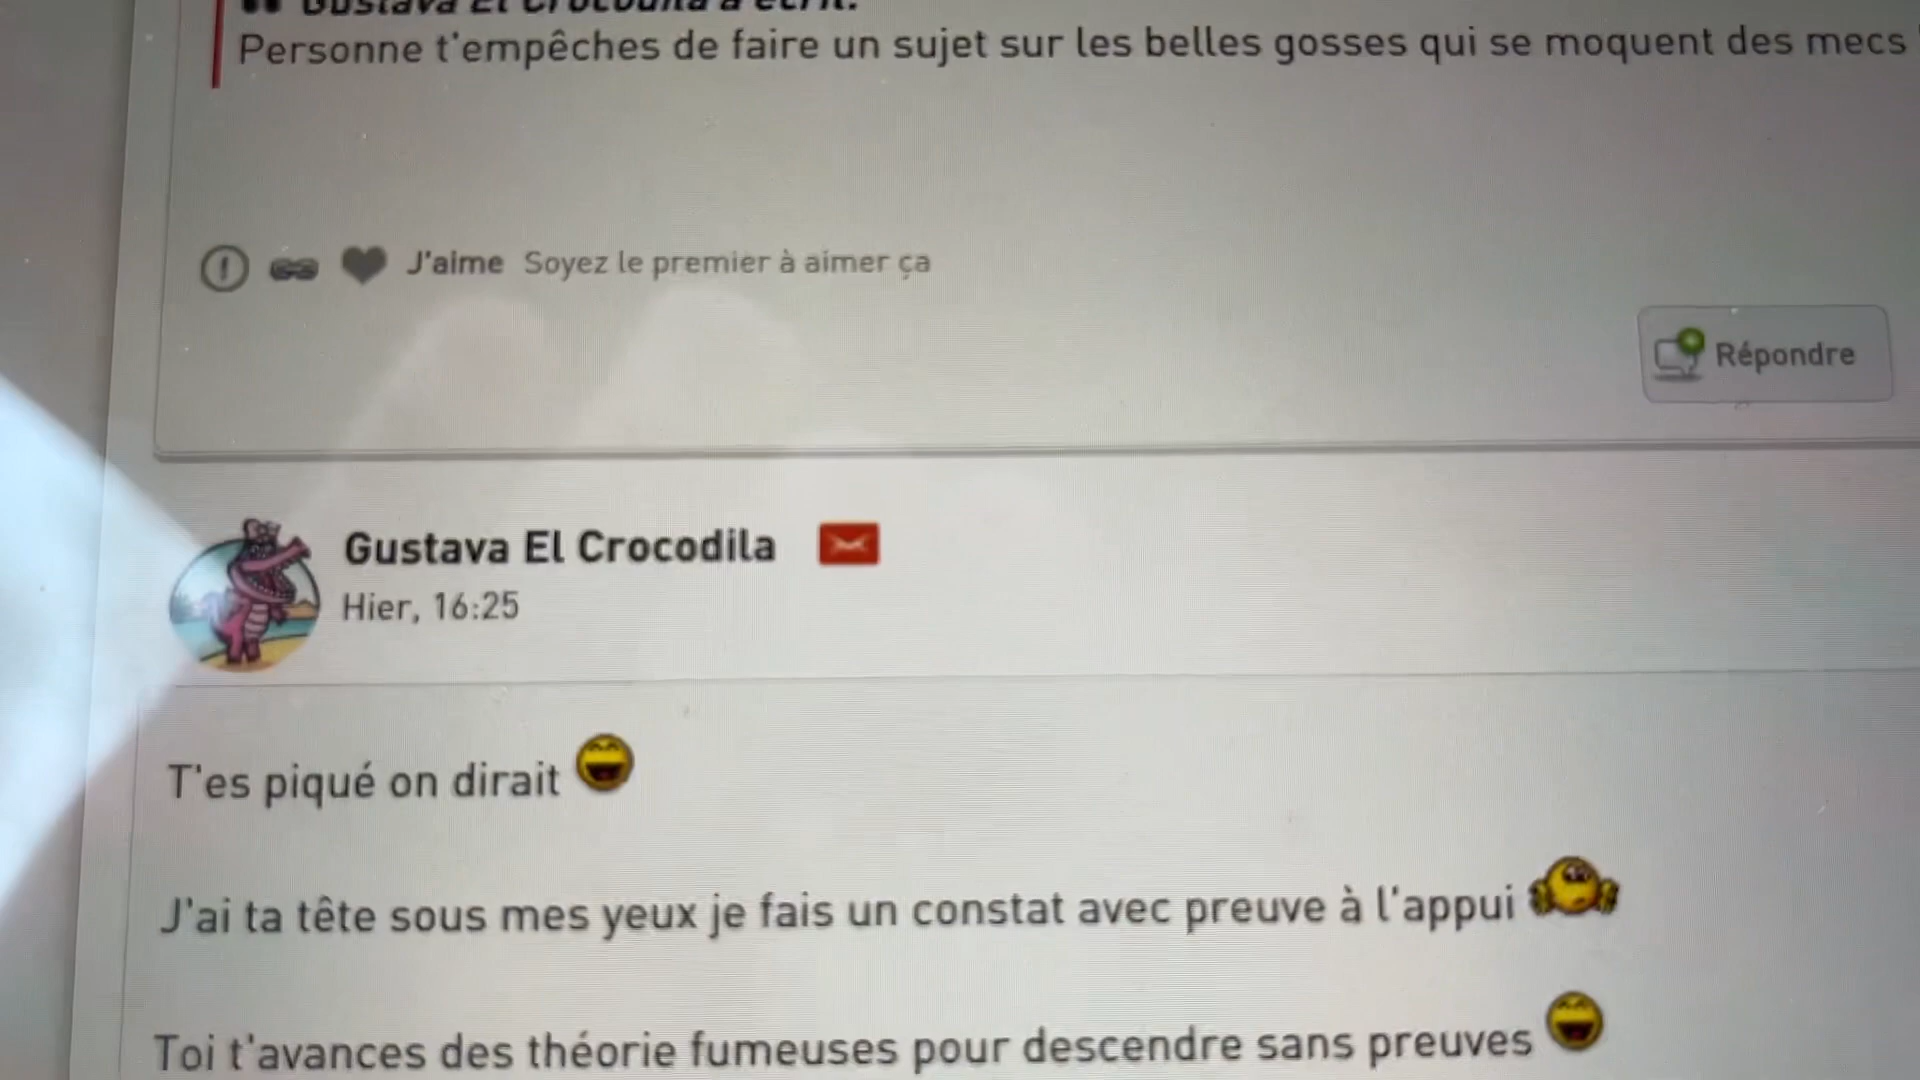 Gustava El Crocodila a écrit:
Personne t'empêches de faire un sujet sur les belles gosses qui se moquent des mecs
J'aime Soyez le premier à aimer ça
Répondre
Gustava El Crocodila
Hier, 16:25
T'es piqué on dirait
J'ai ta tête sous mes yeux je fais un constat avec preuve à l'appui
Toi t'avances des théorie fumeuses pour descendre sans preuves